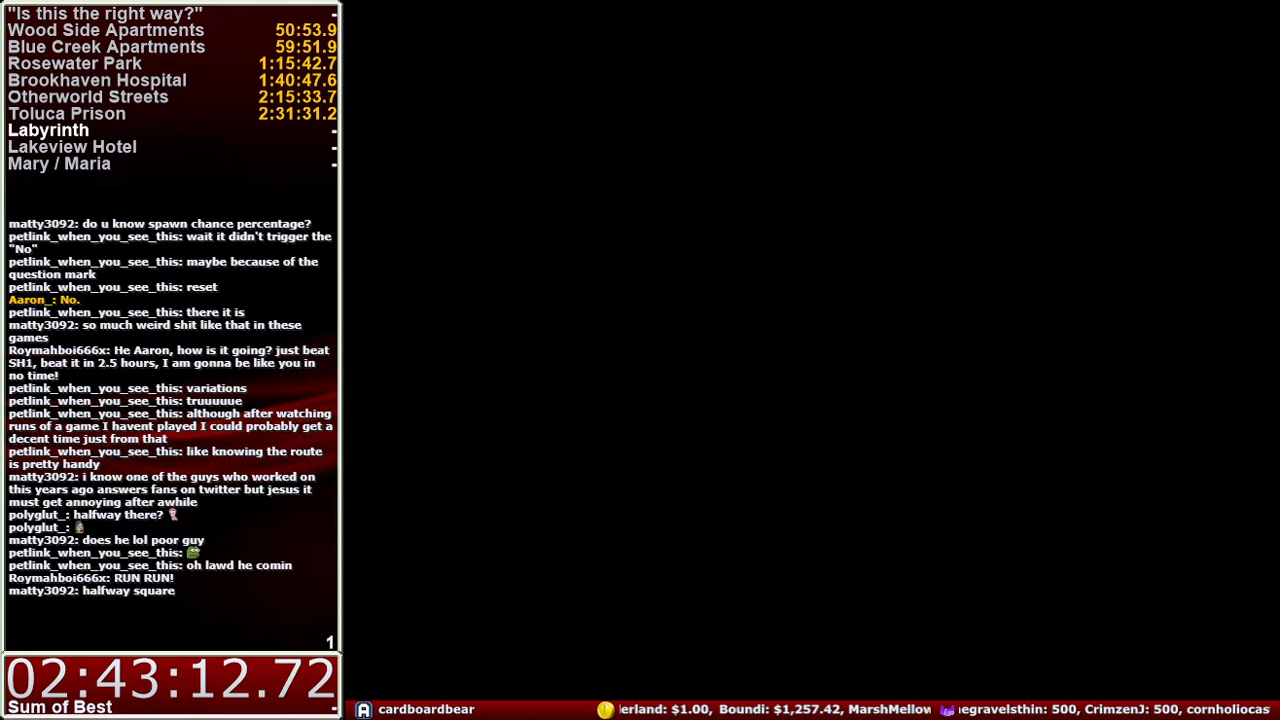 "Is this the right way?" -
Wood Side Apartments 50:53.9
Blue Creek Apartments 59:51.9
Rosewater Park 1:15:42.7
Brookhaven Hospital 1:40:47.6
Otherworld Streets 2:15:33.7
Toluca Prison 2:31:31.2
Labyrinth -
Lakeview Hotel -
Mary / Maria -
matty3092: do u know spawn chance percentage?
petlink_when_you_see_this: wait it didn't trigger the
"No"
petlink_when_you_see_this: maybe because of the
question mark
petlink_when_you_see_this: reset
Aaron_: No.
petlink_when_you_see_this: there it is
matty3092: so much weird shit like that in these
games
Roymahboi666x: He Aaron, how is it going? just beat
SH1, beat it in 2.5 hours, I am gonna be like you in
no time!
petlink_when_you_see_this: variations
petlink_when_you_see_this: truuuuue
petlink_when_you_see_this: although after watching
runs of a game I havent played I could probably get a
decent time just from that
petlink_when_you_see_this: like knowing the route
is pretty handy
matty3092: i know one of the guys who worked on
this years ago answers fans on twitter but jesus it
must get annoying after awhile
polyglut_: halfway there?
polyglut_:
matty3092: does he lol poor guy
petlink_when_you_see_this:
petlink_when_you_see_this: oh lawd he comin
Roymahboi666x: RUN RUN!
matty3092: halfway square
1
02:43:12.72
Sum of Best -
A cardboardbear erland: $1.00, Boundi: $1,257.42, MarshMellow egravelsthin: 500, CrimzenJ: 500, cornholiocas